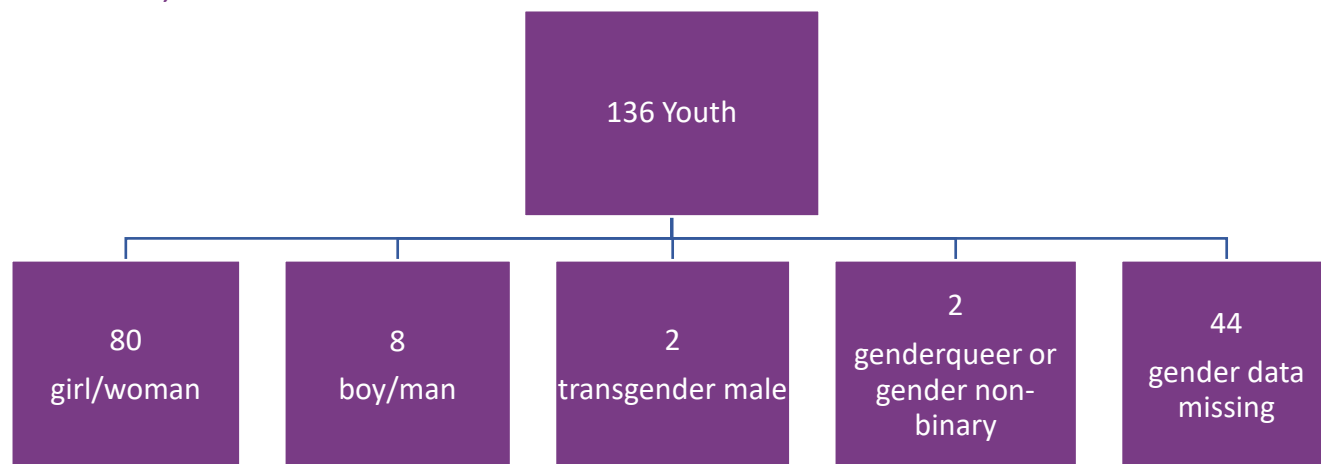 136 Youth
80
girl/woman
8
boy/man
2
transgender male
2
genderqueer or
gender non-
binary
44
gender data
missing